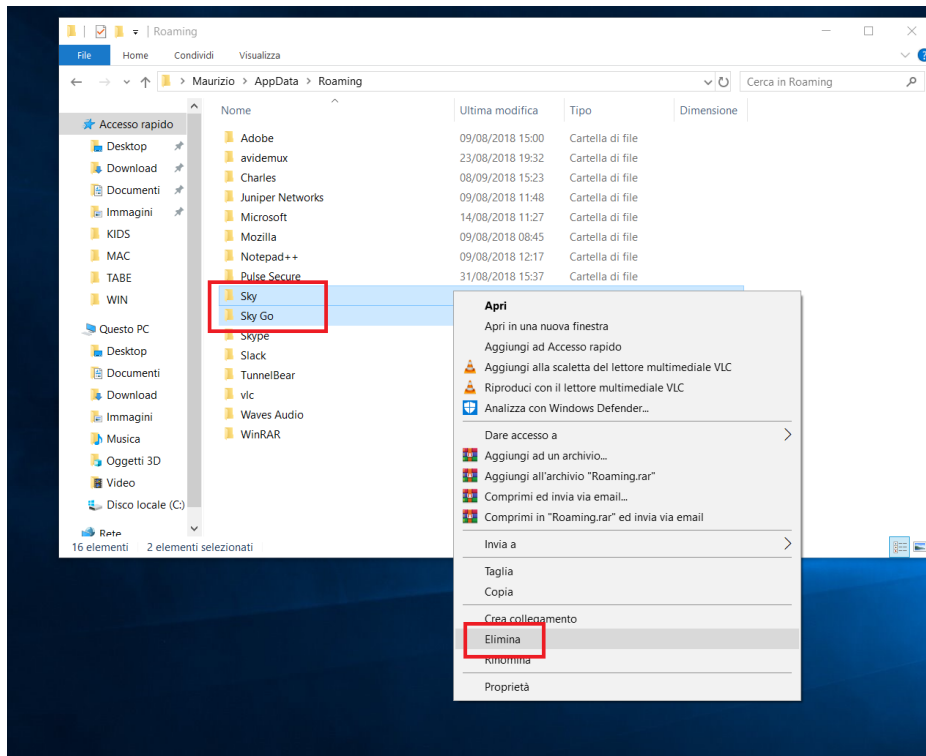 Roaming
File Home Condividi Visualizza
Maurizio > AppData > Roaming Cerca in Roaming
Nome Ultima modifica Tipo Dimensione
Accesso rapido
Desktop
Download
Documenti
Immagini
KIDS
MAC
TABE
WIN
Questo PC
Desktop
Documenti
Download
Immagini
Musica
Oggetti 3D
Video
Disco locale (C:)
Rete
Adobe 09/08/2018 15:00 Cartella di file
avidemux 23/08/2018 19:32 Cartella di file
Charles 08/09/2018 15:23 Cartella di file
Juniper Networks 09/08/2018 11:48 Cartella di file
Microsoft 14/08/2018 11:27 Cartella di file
Mozilla 09/08/2018 08:45 Cartella di file
Notepad++ 09/08/2018 12:17 Cartella di file
Pulse Secure 31/08/2018 15:37 Cartella di file
Sky
Sky Go
Skype
Slack
TunnelBear
vlc
Waves Audio
WinRAR
Apri
Apri in una nuova finestra
Aggiungi ad Accesso rapido
Aggiungi alla scaletta del lettore multimediale VLC
Riproduci con il lettore multimediale VLC
Analizza con Windows Defender...
Dare accesso a
Aggiungi ad un archivio...
Aggiungi all'archivio "Roaming.rar"
Comprimi ed invia via email...
Comprimi in "Roaming.rar" ed invia via email
Invia a
Taglia
Copia
Crea collegamento
Elimina
Rinomina
Proprietà
16 elementi 2 elementi selezionati